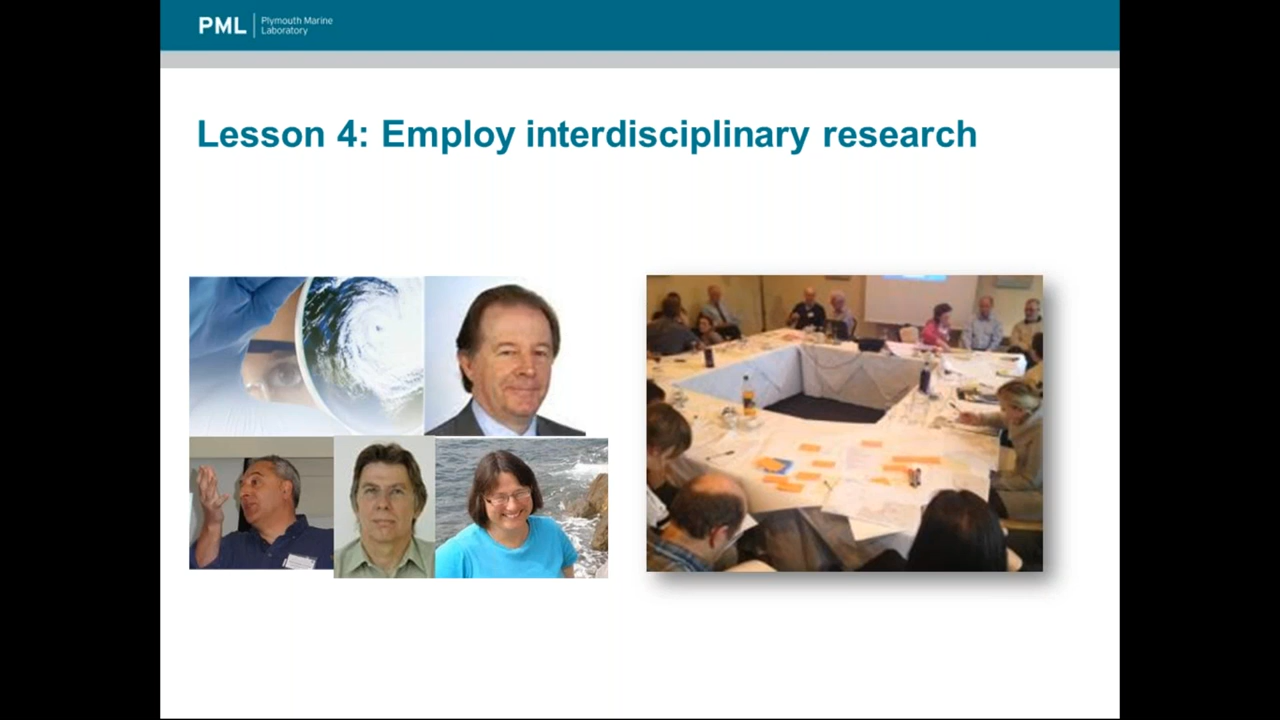 PML
Plymouth Marine
Laboratory
Lesson 4: Employ interdisciplinary research